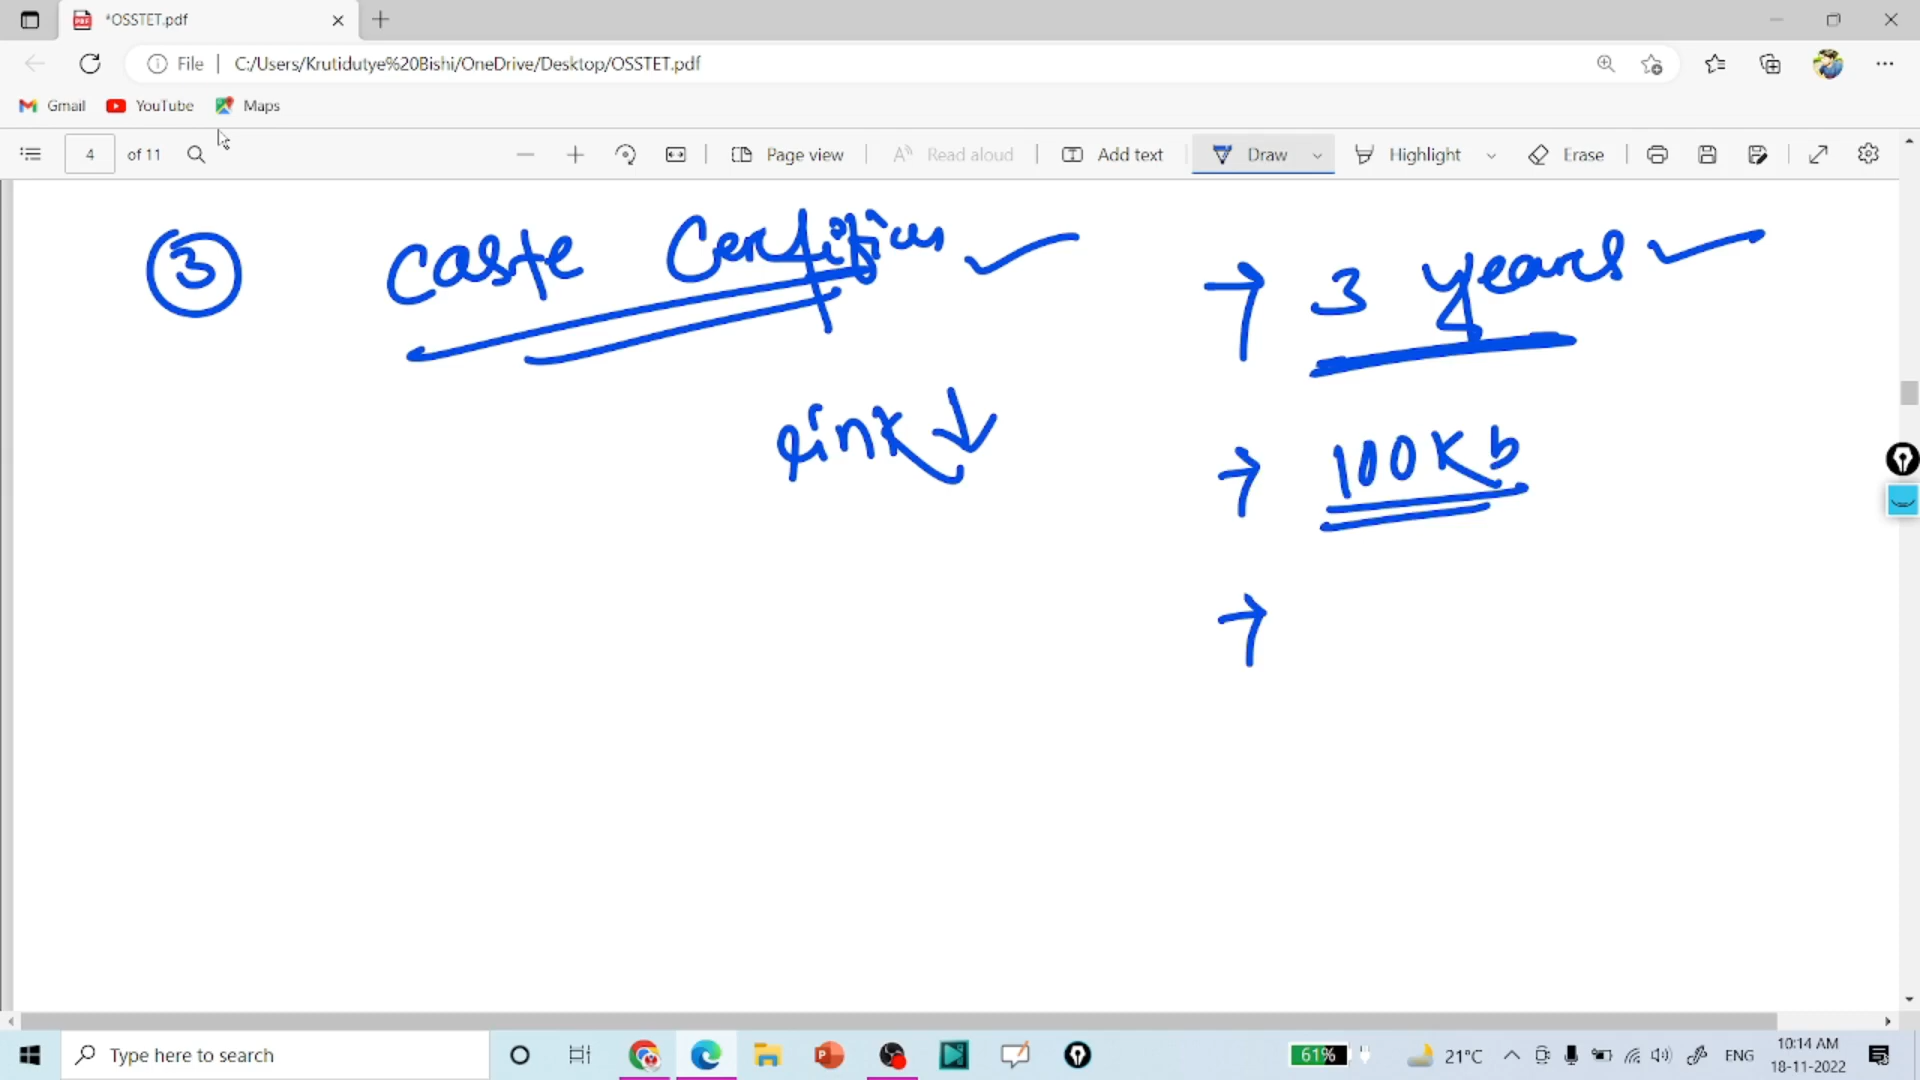 *OSSTET.pdf
File C:/Users/Krutidutye%20Bishi/OneDrive/Desktop/OSSTET.pdf
Gmail YouTube Maps
4 of 11 Page view Read aloud Add text Draw Highlight Erase
3 Caste → 3 years
link ↓ → 100Kb
→
Type here to search 61% 21°C ENG 10:14 AM
18-11-2022